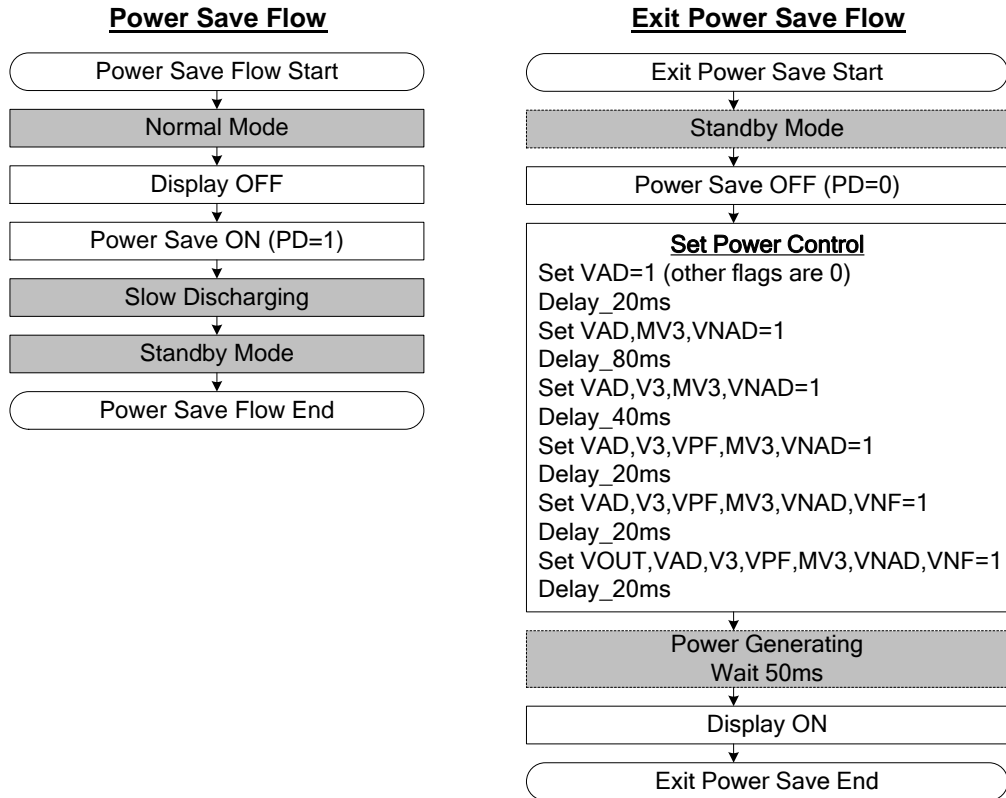 Power Save Flow
Power Save Flow Start
Normal Mode
Display OFF
Power Save ON (PD=1)
Slow Discharging
Standby Mode
Power Save Flow End
Exit Power Save Flow
Exit Power Save Start
Standby Mode
Power Save OFF (PD=0)
Set Power Control
Set VAD=1 (other flags are 0)
Delay_20ms
Set VAD,MV3,VNAD=1
Delay_80ms
Set VAD,V3,MV3,VNAD=1
Delay_40ms
Set VAD,V3,VPF,MV3,VNAD=1
Delay_20ms
Set VAD,V3,VPF,MV3,VNAD,VNF=1
Delay_20ms
Set VOUT,VAD,V3,VPF,MV3,VNAD,VNF=1
Delay_20ms
Power Generating
Wait 50ms
Display ON
Exit Power Save End